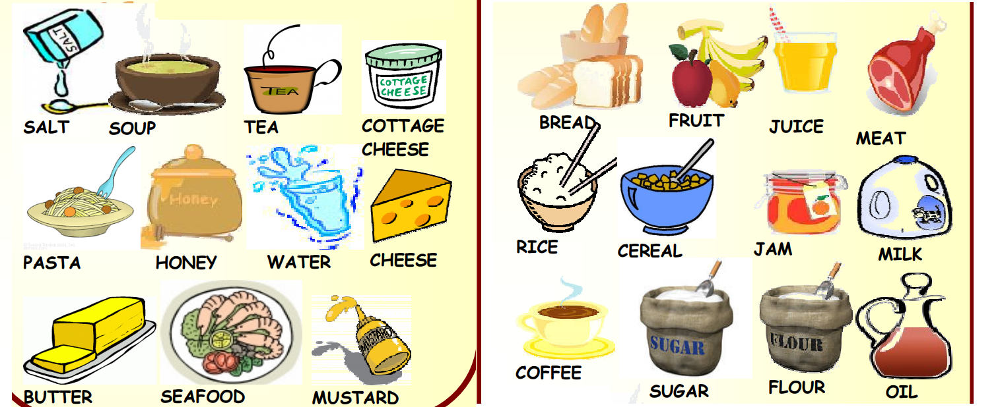 SALT
COTTAGE
CHEESE
TEA
SALT
SOUP
TEA
COTTAGE
CHEESE
Honey
PASTA
HONEY
WATER
CHEESE
MUSTARD
BUTTER
SEAFOOD
MUSTARD
BREAD
FRUIT
JUICE
MEAT
RICE
CEREAL
JAM
MILK
SUGAR
FLOUR
COFFEE
SUGAR
FLOUR
OIL